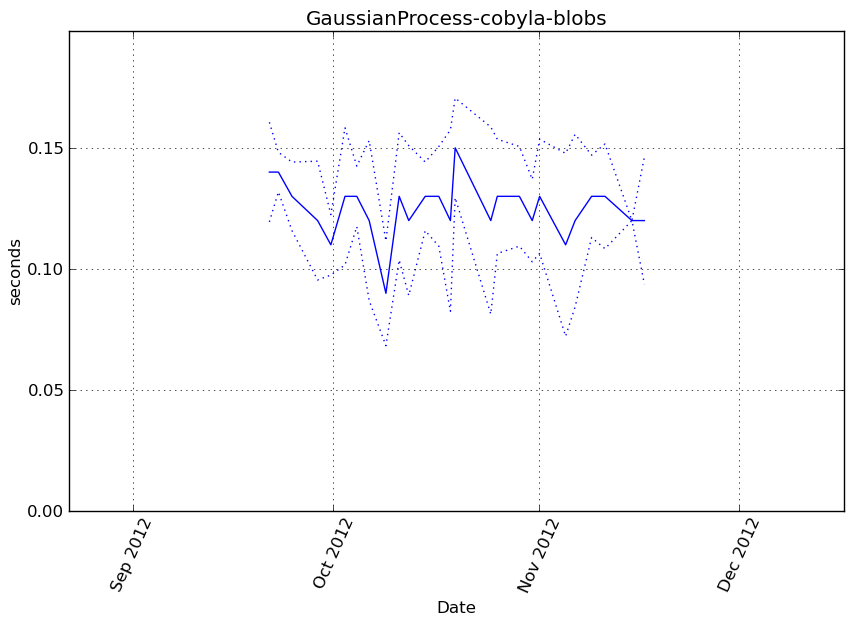 GaussianProcess-cobyla-blobs
seconds
0.15
0.10
0.05
0.00
Sep 2012
Oct 2012
Nov 2012
Dec 2012
Date